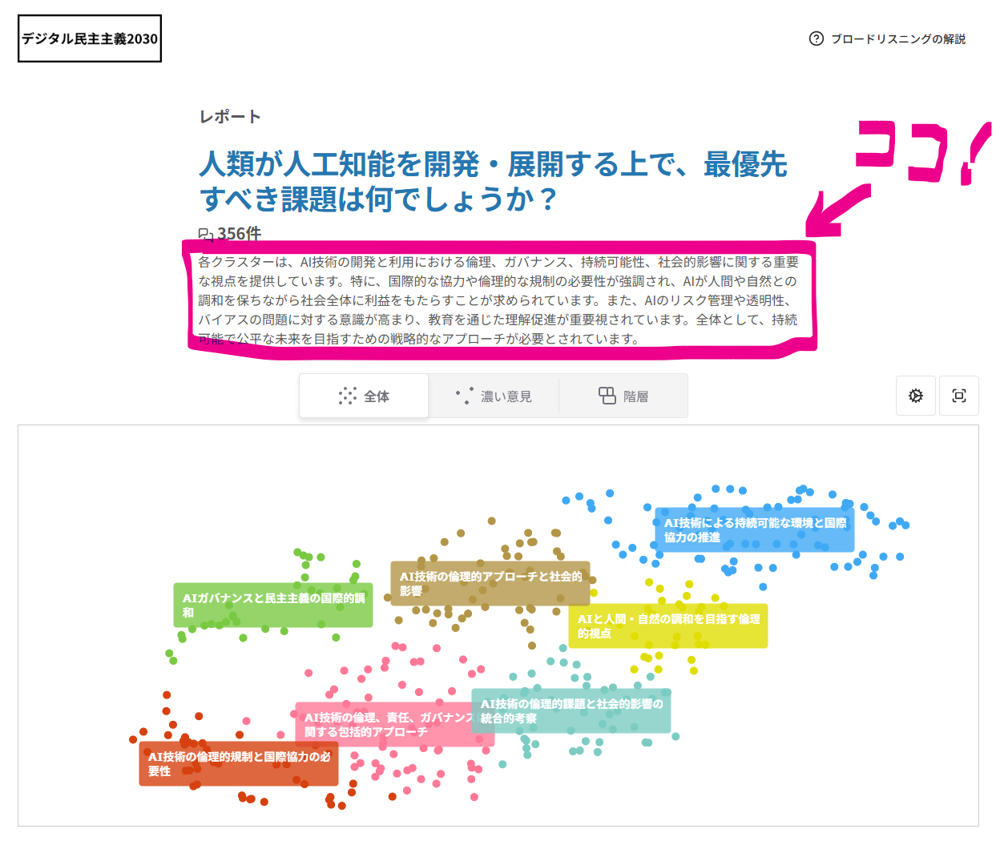 デジタル民主主義2030
ブロードリスニングの解説
レポート
ココ!
人類が人工知能を開発・展開する上で、最優先
すべき課題は何でしょうか？
356件
各クラスターは、AI技術の開発と利用における倫理、ガバナンス、持続可能性、社会的影響に関する重要
な視点を提供しています。特に、国際的な協力や倫理的な規制の必要性が強調され、AIが人間や自然との
調和を保ちながら社会全体に利益をもたらすことが求められています。また、AIのリスク管理や透明性、
バイアスの問題に対する意識が高まり、教育を通じた理解促進が重要視されています。全体として、持続
可能で公平な未来を目指すための戦略的なアプローチが必要とされています。
全体
濃い意見
階層
AI技術による持続可能な環境と国際
協力の推進
AI技術の倫理的アプローチと社会的
影響
AIガバナンスと民主主義の国際的調
和
AIと人間・自然の調和を目指す倫理
的視点
AI技術の倫理的課題と社会的影響の
統合的考察
AI技術の倫理、責任、ガバナンス
関する包括的アプローチ
AI技術の倫理的規制と国際協力の必
要性